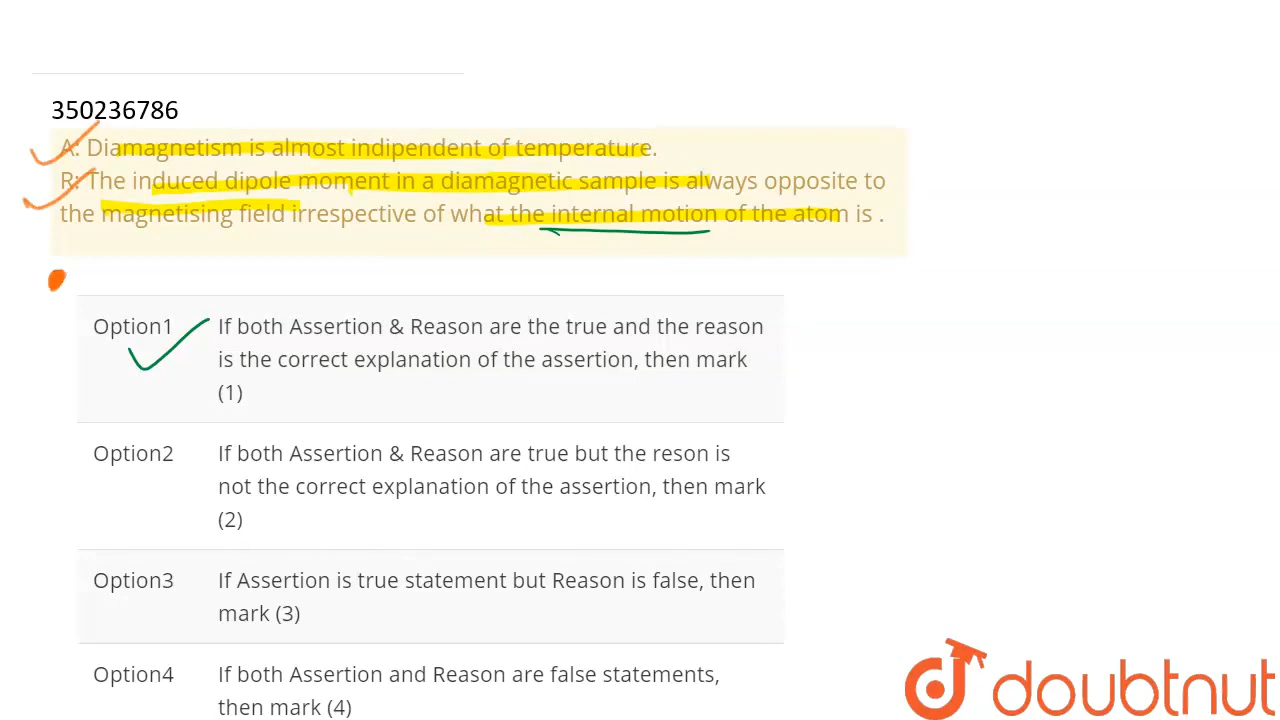 350236786
A: Diamagnetism is almost indipendent of temperature.
R: The induced dipole moment in a diamagnetic sample is always opposite to
the magnetising field irrespective of what the internal motion of the atom is .
Option1 If both Assertion & Reason are the true and the reason
is the correct explanation of the assertion, then mark
(1)
Option2 If both Assertion & Reason are true but the reson is
not the correct explanation of the assertion, then mark
(2)
Option3 If Assertion is true statement but Reason is false, then
mark (3)
Option4 If both Assertion and Reason are false statements,
then mark (4)
doubtnut